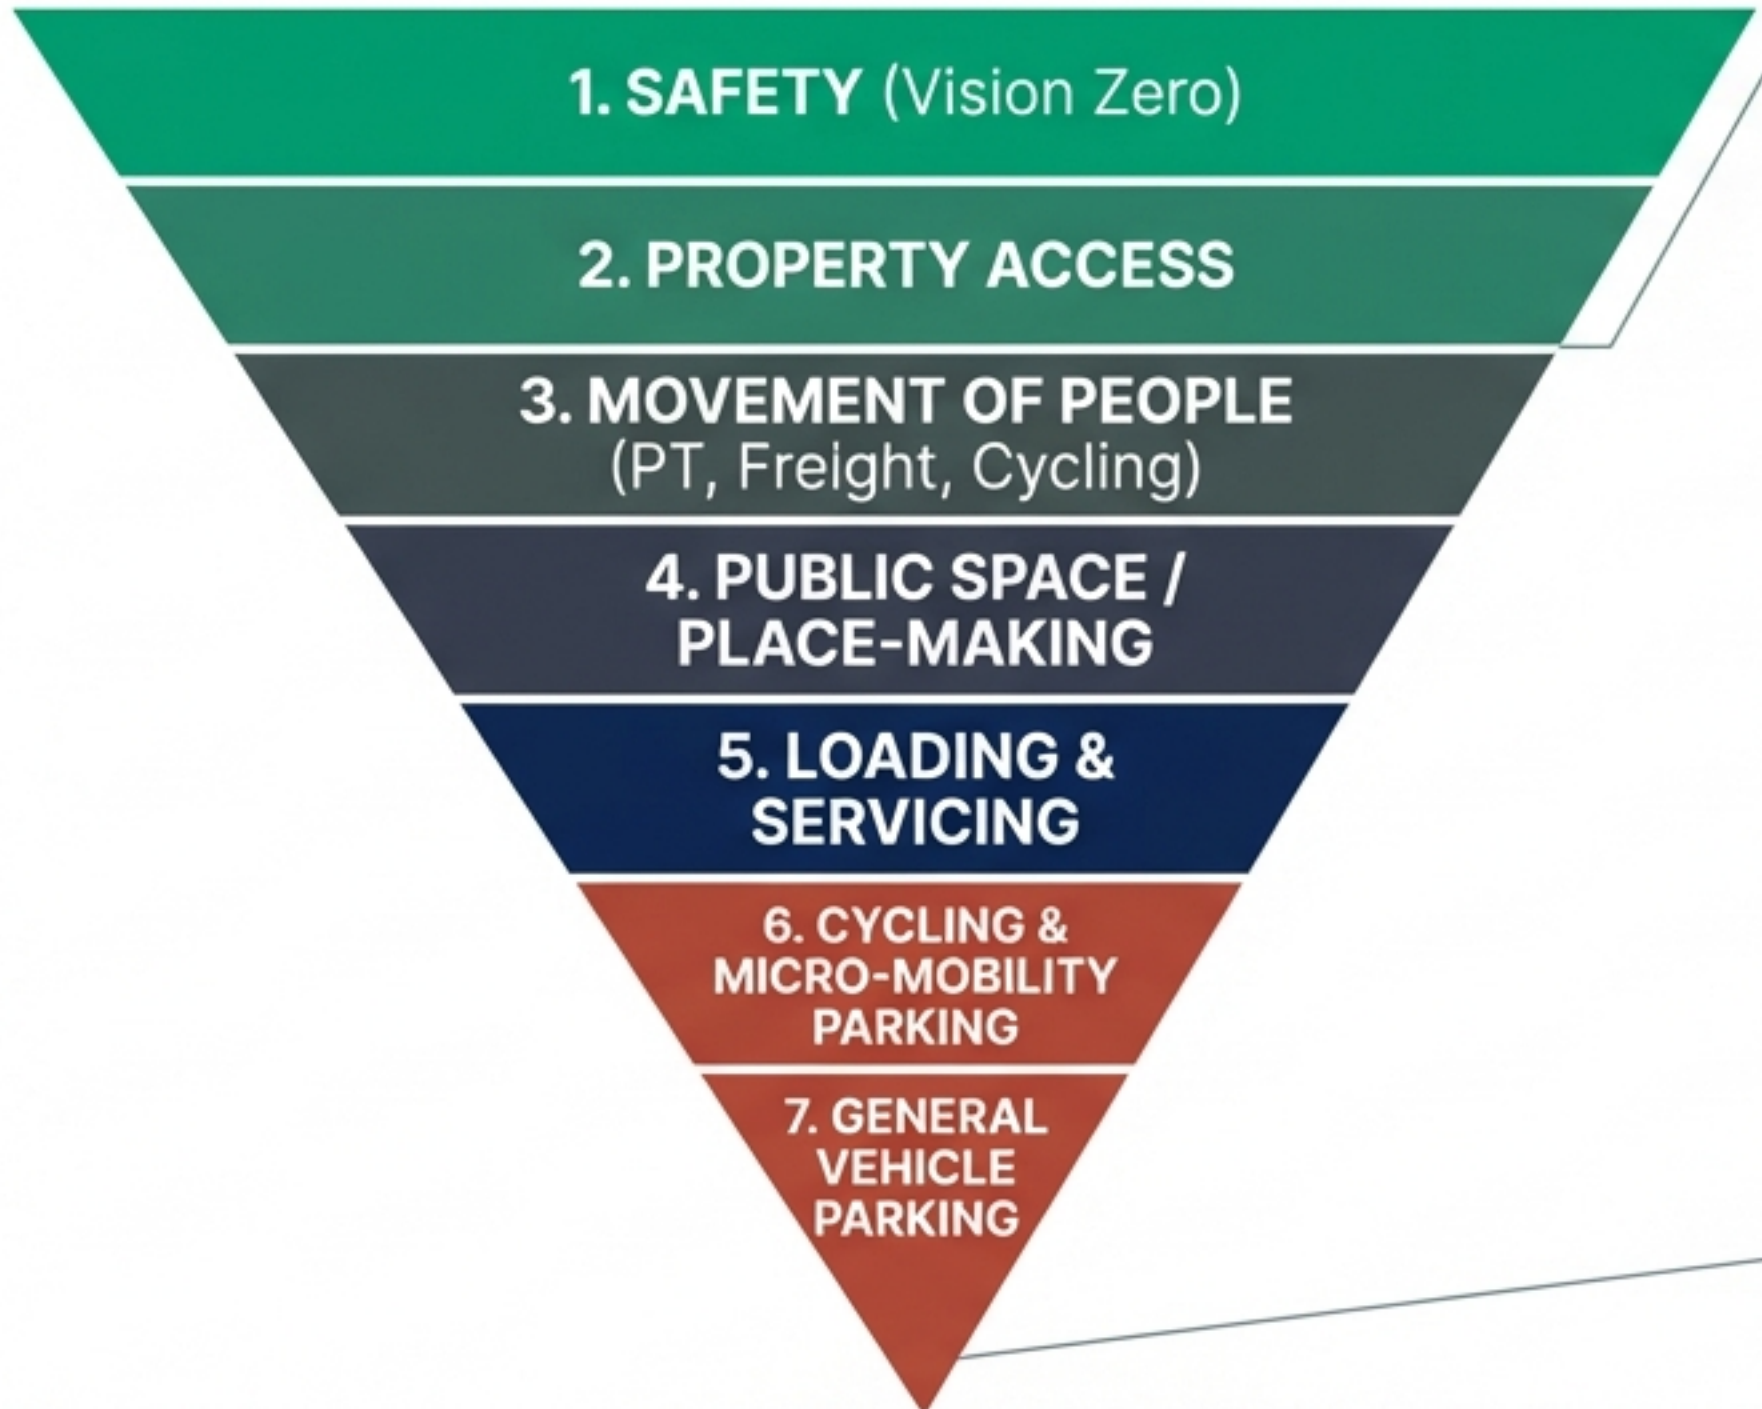 1. SAFETY (Vision Zero)
2. PROPERTY ACCESS
3. MOVEMENT OF PEOPLE
(PT, Freight, Cycling)
4. PUBLIC SPACE /
PLACE-MAKING
5. LOADING &
SERVICING
6. CYCLING &
MICRO-MOBILITY
PARKING
7. GENERAL
VEHICLE
PARKING